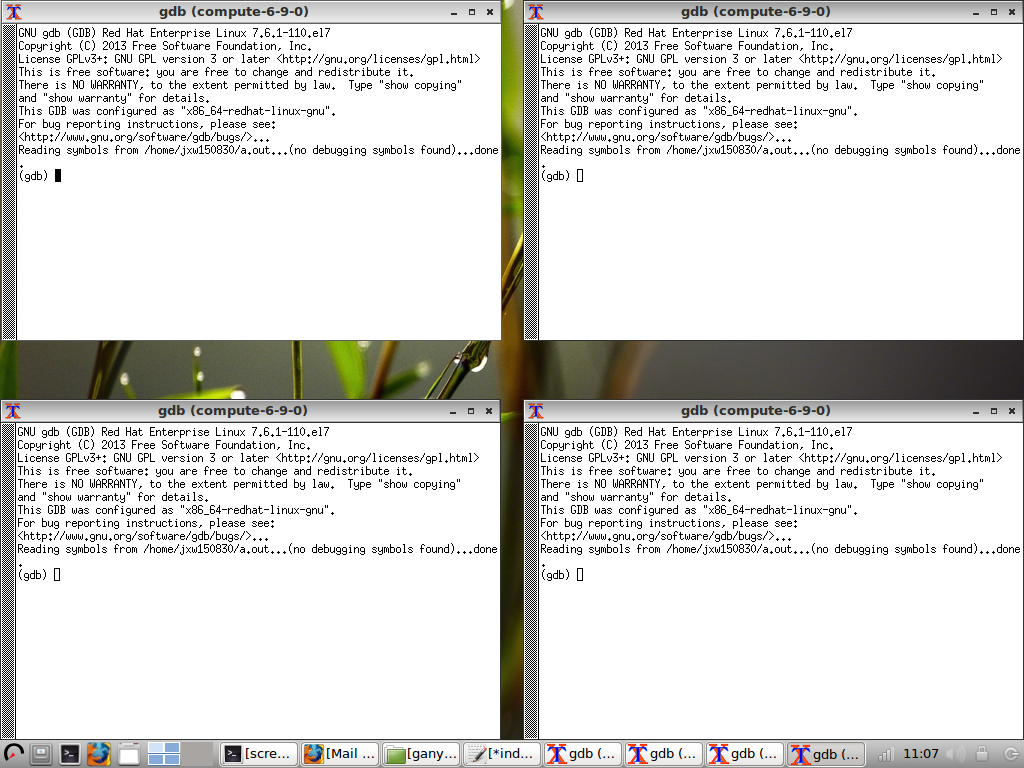 gdb (compute-6-9-0)
GNU gdb (GDB) Red Hat Enterprise Linux 7.6.1-110.el7
Copyright (C) 2013 Free Software Foundation, Inc.
License GPLv3+: GNU GPL version 3 or later <http://gnu.org/licenses/gpl.html>
This is free software: you are free to change and redistribute it.
There is NO WARRANTY, to the extent permitted by law.  Type "show copying"
and "show warranty" for details.
This GDB was configured as "x86_64-redhat-linux-gnu".
For bug reporting instructions, please see:
<http://www.gnu.org/software/gdb/bugs/>...
Reading symbols from /home/jxw150830/a.out...(no debugging symbols found)...done
.
(gdb)
gdb (compute-6-9-0)
GNU gdb (GDB) Red Hat Enterprise Linux 7.6.1-110.el7
Copyright (C) 2013 Free Software Foundation, Inc.
License GPLv3+: GNU GPL version 3 or later <http://gnu.org/licenses/gpl.html>
This is free software: you are free to change and redistribute it.
There is NO WARRANTY, to the extent permitted by law.  Type "show copying"
and "show warranty" for details.
This GDB was configured as "x86_64-redhat-linux-gnu".
For bug reporting instructions, please see:
<http://www.gnu.org/software/gdb/bugs/>...
Reading symbols from /home/jxw150830/a.out...(no debugging symbols found)...done
.
(gdb)
gdb (compute-6-9-0)
GNU gdb (GDB) Red Hat Enterprise Linux 7.6.1-110.el7
Copyright (C) 2013 Free Software Foundation, Inc.
License GPLv3+: GNU GPL version 3 or later <http://gnu.org/licenses/gpl.html>
This is free software: you are free to change and redistribute it.
There is NO WARRANTY, to the extent permitted by law.  Type "show copying"
and "show warranty" for details.
This GDB was configured as "x86_64-redhat-linux-gnu".
For bug reporting instructions, please see:
<http://www.gnu.org/software/gdb/bugs/>...
Reading symbols from /home/jxw150830/a.out...(no debugging symbols found)...done
.
(gdb)
gdb (compute-6-9-0)
GNU gdb (GDB) Red Hat Enterprise Linux 7.6.1-110.el7
Copyright (C) 2013 Free Software Foundation, Inc.
License GPLv3+: GNU GPL version 3 or later <http://gnu.org/licenses/gpl.html>
This is free software: you are free to change and redistribute it.
There is NO WARRANTY, to the extent permitted by law.  Type "show copying"
and "show warranty" for details.
This GDB was configured as "x86_64-redhat-linux-gnu".
For bug reporting instructions, please see:
<http://www.gnu.org/software/gdb/bugs/>...
Reading symbols from /home/jxw150830/a.out...(no debugging symbols found)...done
.
(gdb)
[scre... [Mail ... [gany... [*ind... gdb (... gdb (... gdb (... gdb (... 11:07